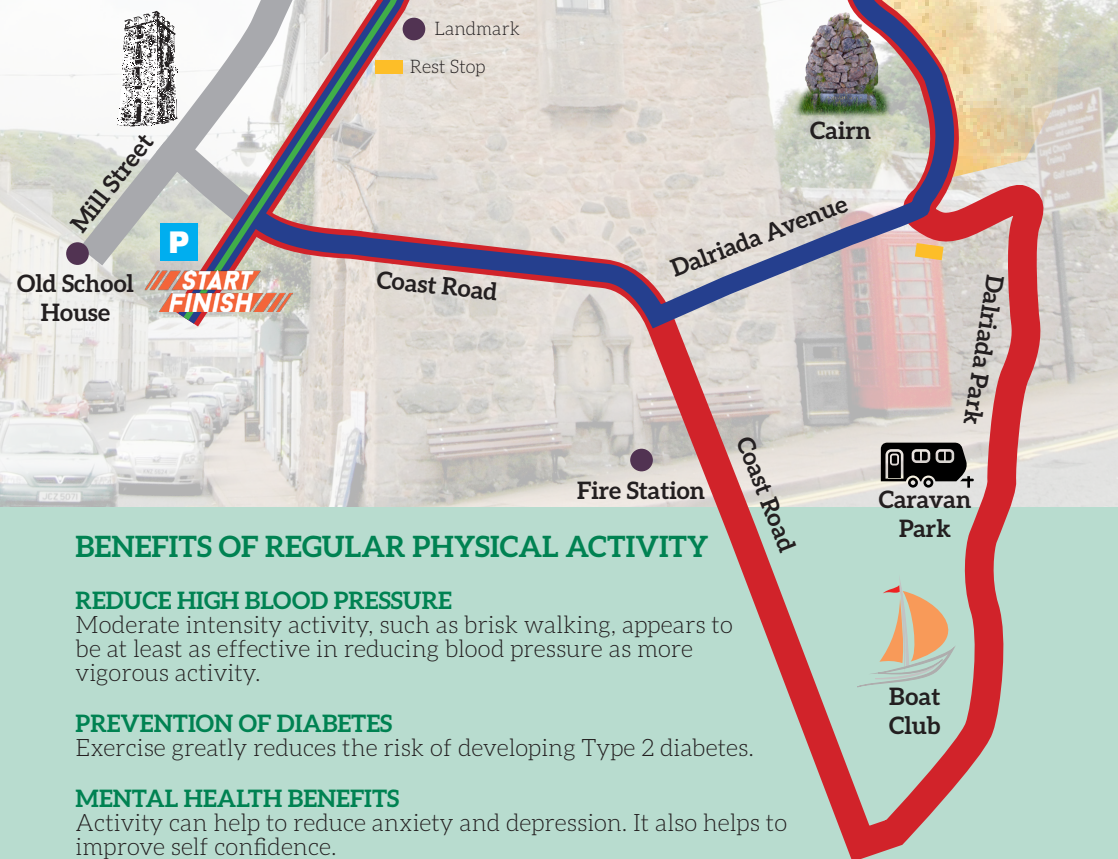 Landmark
Rest Stop
Cairn
Mill Street
P
Old School
House
START
FINISH
Coast Road
Dalriada Avenue
Dalriada Park
Fire Station
Coast Road
Caravan
Park
Boat
Club
LITTER
BENEFITS OF REGULAR PHYSICAL ACTIVITY
REDUCE HIGH BLOOD PRESSURE
Moderate intensity activity, such as brisk walking, appears to
be at least as effective in reducing blood pressure as more
vigorous activity.
PREVENTION OF DIABETES
Exercise greatly reduces the risk of developing Type 2 diabetes.
MENTAL HEALTH BENEFITS
Activity can help to reduce anxiety and depression. It also helps to
improve self confidence.